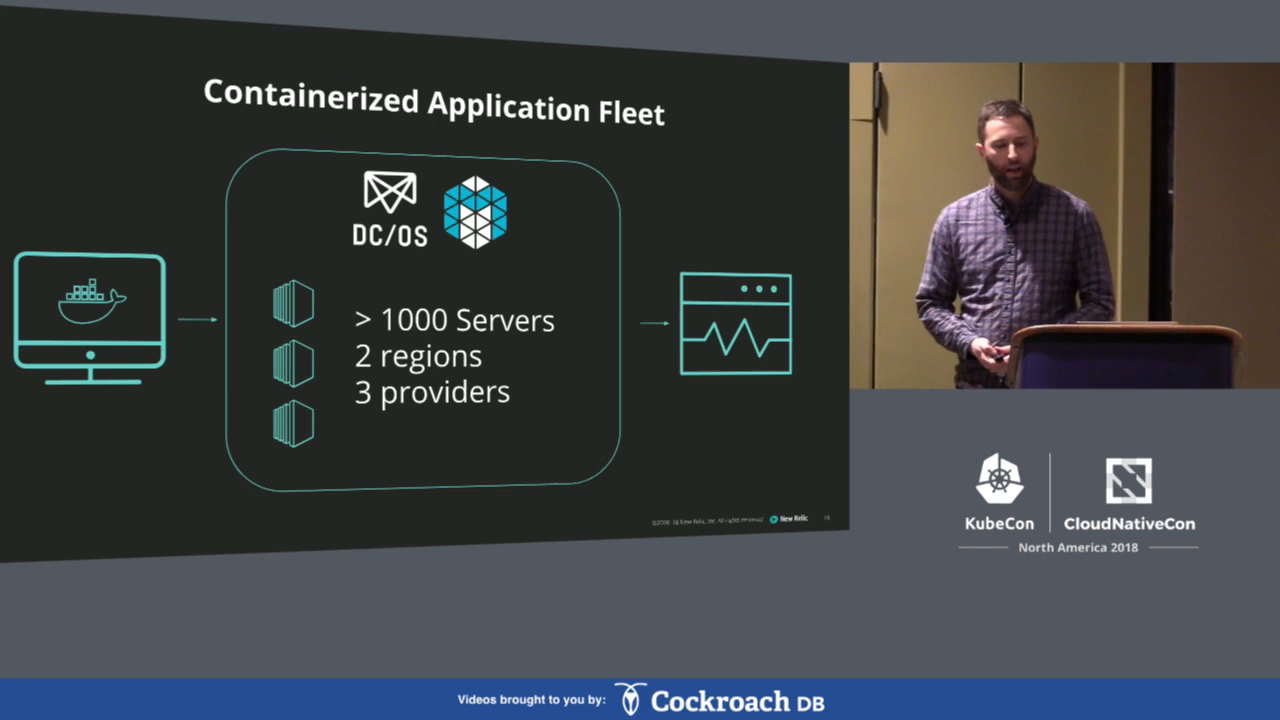 Containerized Application Fleet
DC/OS
> 1000 Servers
2 regions
3 providers
New Relic
KubeCon
CloudNativeCon
North America 2018
Videos brought to you by:
Cockroach DB